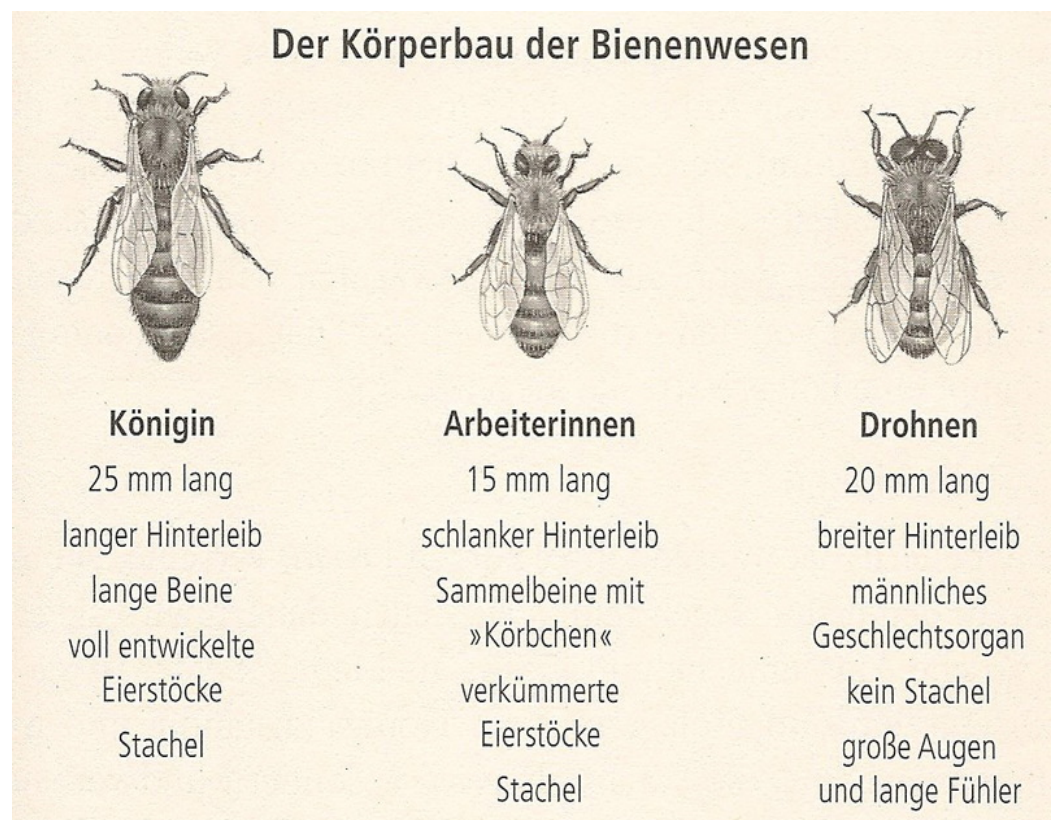 Der Körperbau der Bienenwesen
Königin
25 mm lang
langer Hinterleib
lange Beine
voll entwickelte
Eierstöcke
Stachel
Arbeiterinnen
15 mm lang
schlanker Hinterleib
Sammelbeine mit
»Körbchen«
verkümmerte
Eierstöcke
Stachel
Drohnen
20 mm lang
breiter Hinterleib
männliches
Geschlechtsorgan
kein Stachel
große Augen
und lange Fühler